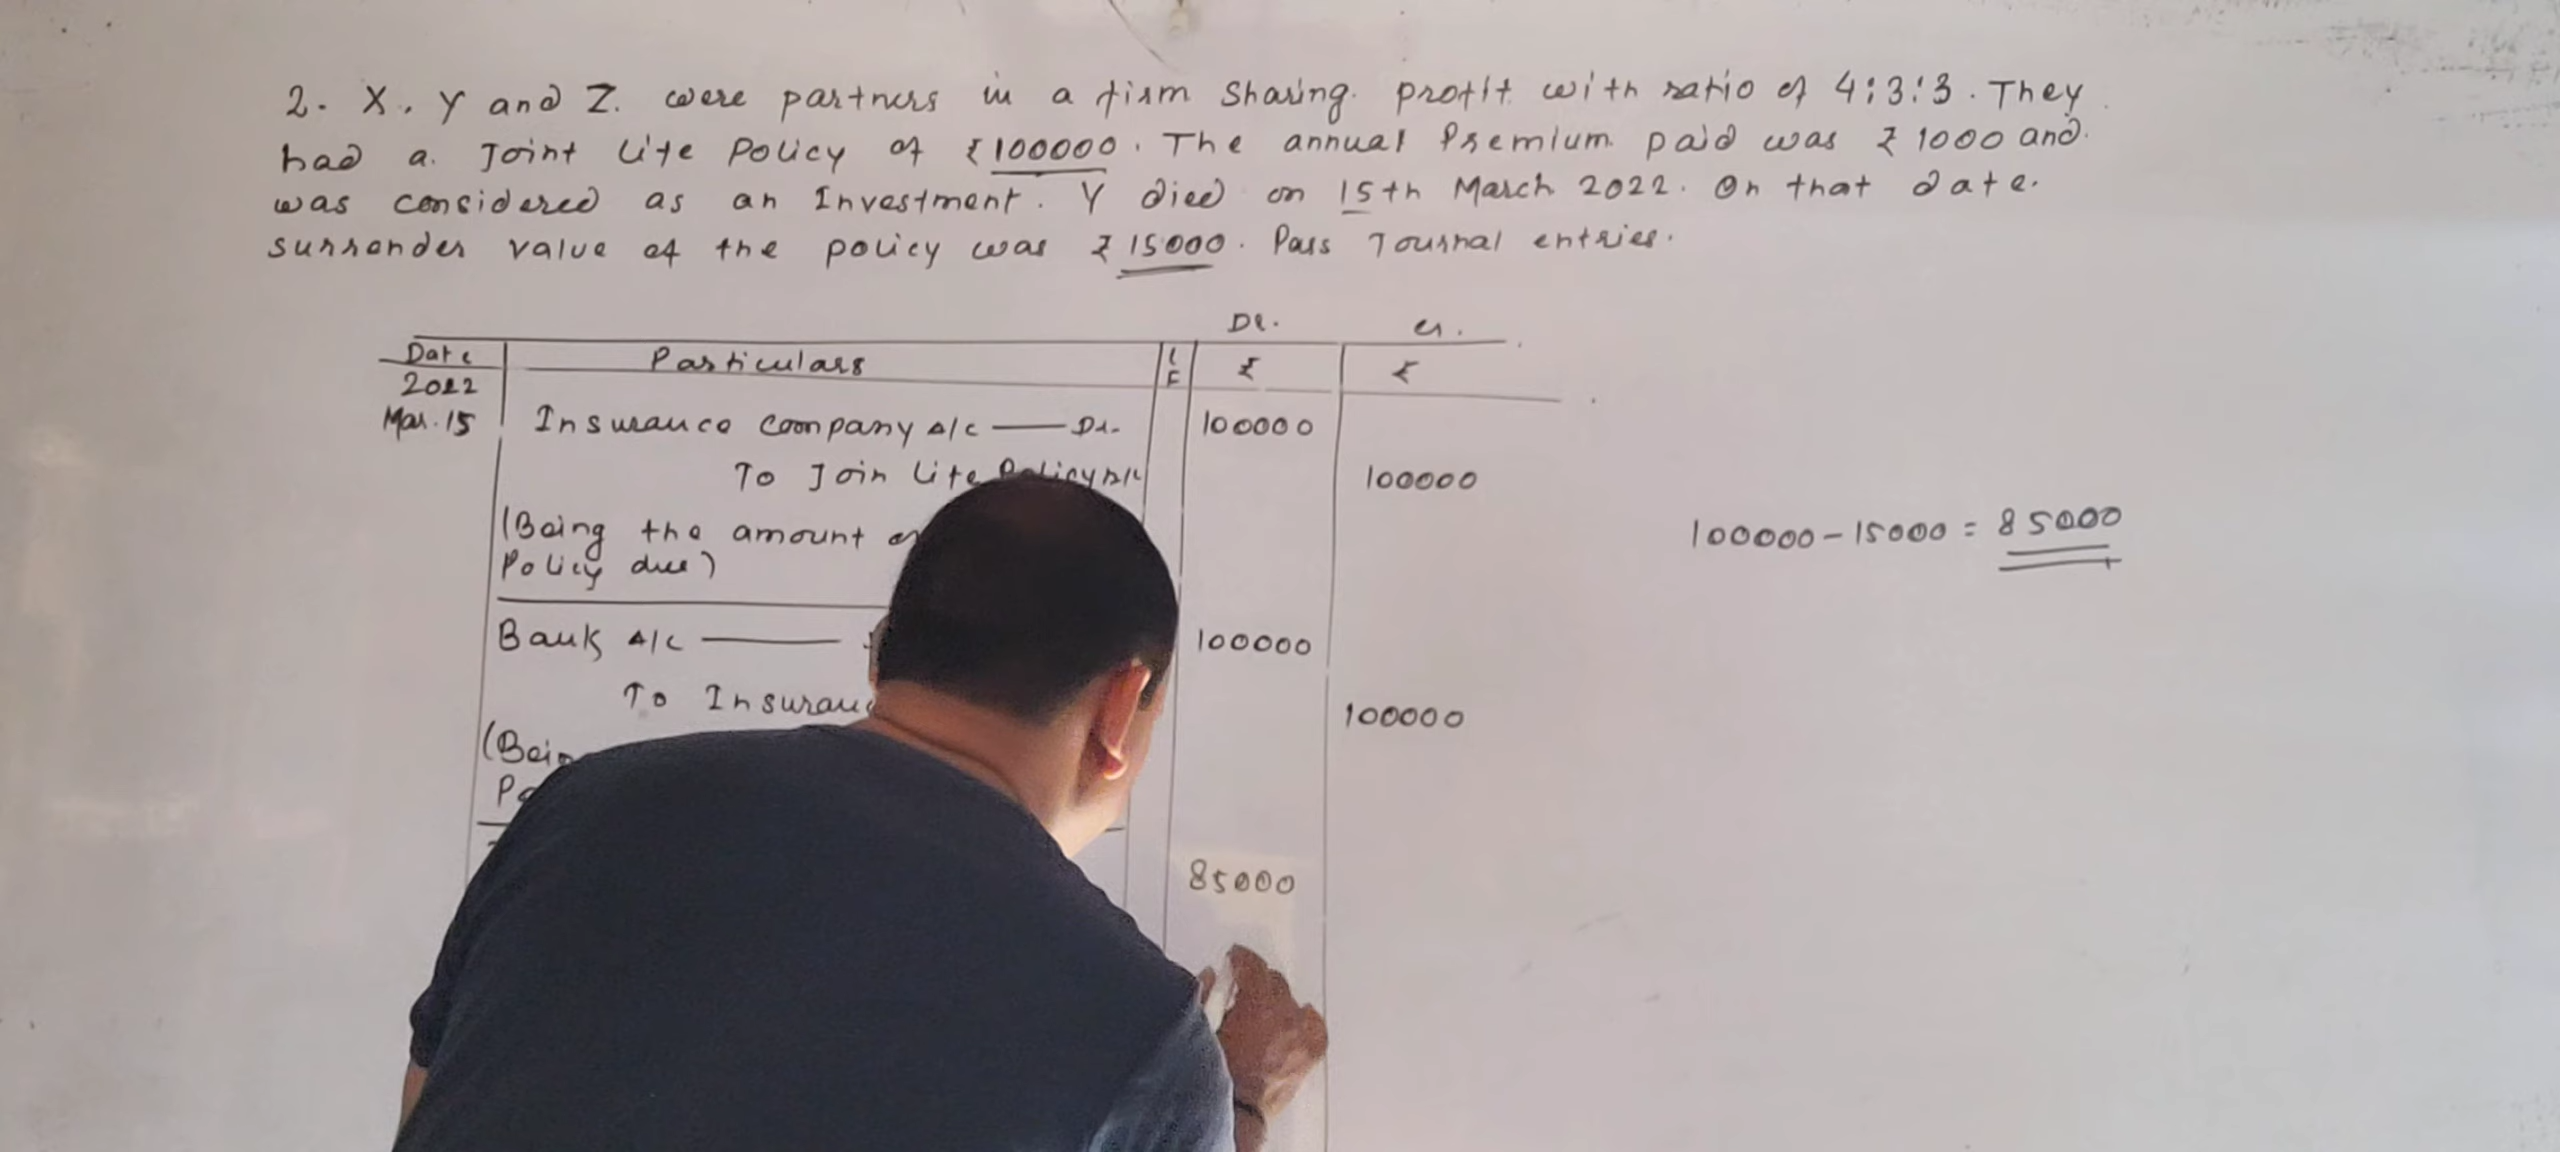 2. X, Y and Z. were partners in a firm sharing profit with ratio of 4:3:3. They
had a Joint Life Policy of ₹100000. The annual Premium paid was ₹1000 and
was considered as an Investment. Y died on 15th March 2022. On that date
surrender value of the policy was ₹15000. Pass Journal entries.
Dr. Cr.
Date Particulars LF ₹ ₹
2022
Mar. 15 Insurance Company A/c — Dr. 100000
To Join Life Policy A/c 100000
(Being the amount
Policy due)
Bank A/c — 100000
To 100000
85000
100000 - 15000 = 85000